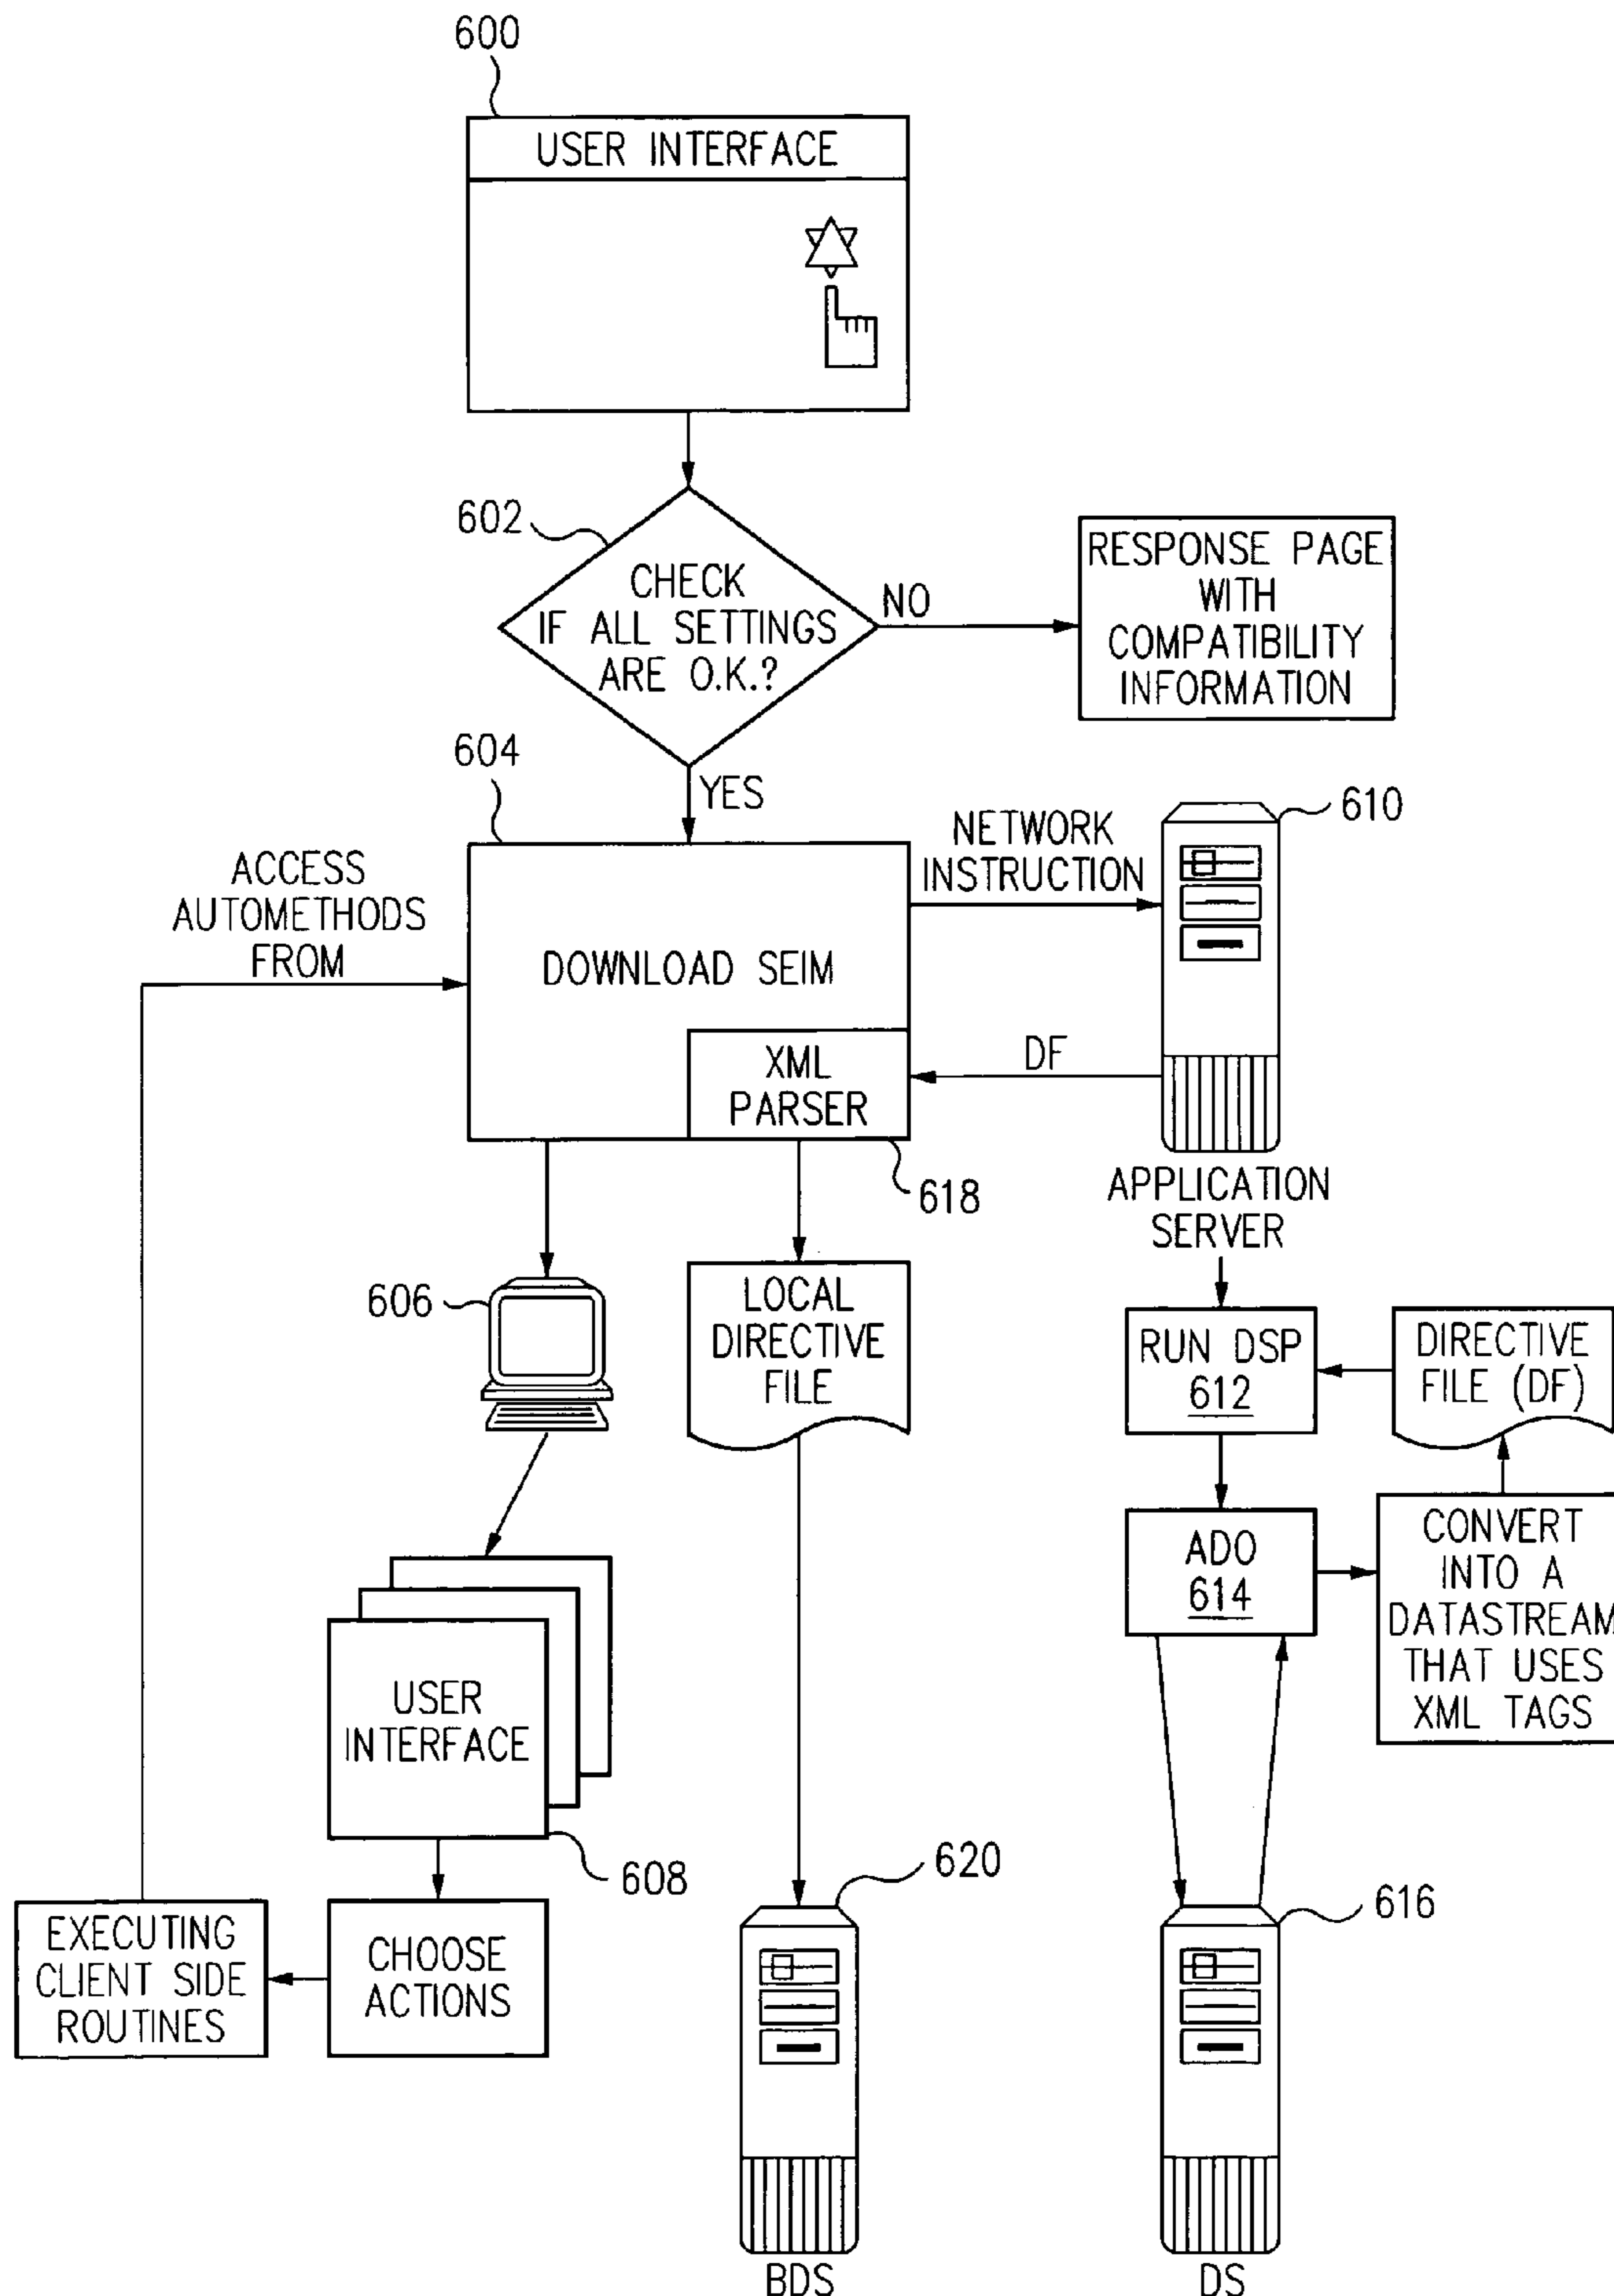 600
USER INTERFACE
602
CHECK
IF ALL SETTINGS
ARE O.K.?
NO
RESPONSE PAGE
WITH
COMPATIBILITY
INFORMATION
604
YES
ACCESS
AUTOMETHODS
FROM
DOWNLOAD SEIM
NETWORK
INSTRUCTION
610
XML
PARSER
DF
618
APPLICATION
SERVER
606
LOCAL
DIRECTIVE
FILE
RUN DSP
612
DIRECTIVE
FILE (DF)
ADO
614
CONVERT
INTO A
DATASTREAM
THAT USES
XML TAGS
USER
INTERFACE
608
CHOOSE
ACTIONS
EXECUTING
CLIENT SIDE
ROUTINES
620
BDS
616
DS